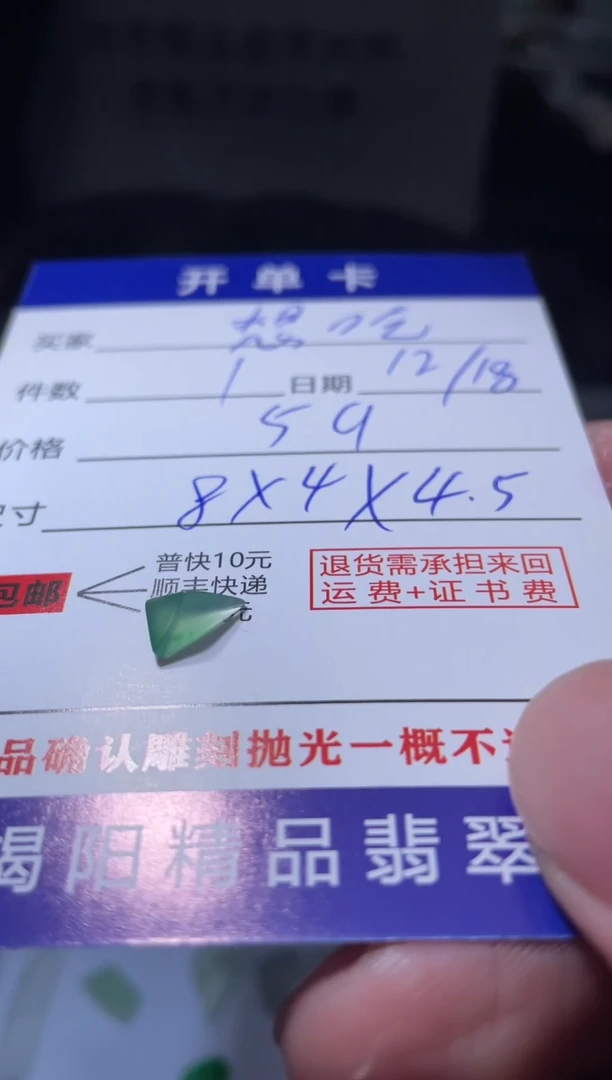 开单卡
买家 想吃
件数 1 日期 12/18
价格 59
寸 8X4X4.5
包邮
普快10元
顺丰快递
元
退货需承担来回
运费+证书费
品确认雕刻抛光一概不
揭阳精品翡翠